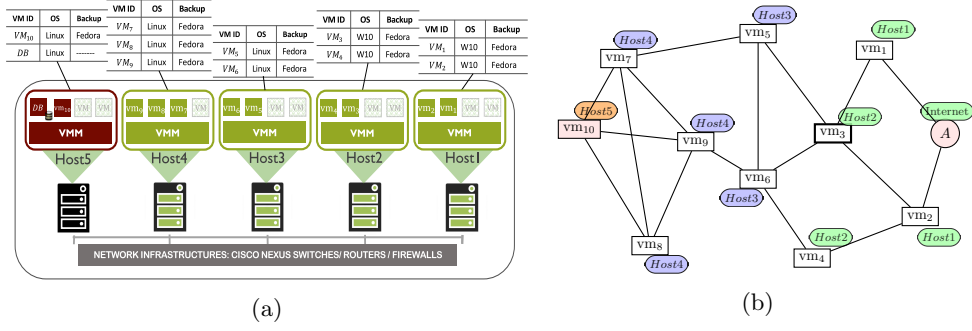 VM ID OS Backup
VM10 Linux Fedora
DB Linux -------
VM ID OS Backup
VM7 Linux Fedora
VM8 Linux Fedora
VM9 Linux Fedora
VM ID OS Backup
VM5 Linux Fedora
VM6 Linux Fedora
VM ID OS Backup
VM3 W10 Fedora
VM4 W10 Fedora
VM ID OS Backup
VM1 W10 Fedora
VM2 W10 Fedora
DB vm10 VM VM
vm9 vm8 vm7 VM
vm6 vm5 VM VM
vm4 vm3 VM VM
vm2 vm1 VM VM
VMM VMM VMM VMM VMM
Host5 Host4 Host3 Host2 Host1
NETWORK INFRASTRUCTURES: CISCO NEXUS SWITCHES/ ROUTERS / FIREWALLS
(a)
Host3
vm5
Host1
vm1
Host4
vm7
Host5
vm10
Host4
vm9
Host2
vm3
Internet
A
vm6
Host3
vm2
Host1
Host2
vm4
vm8
Host4
(b)